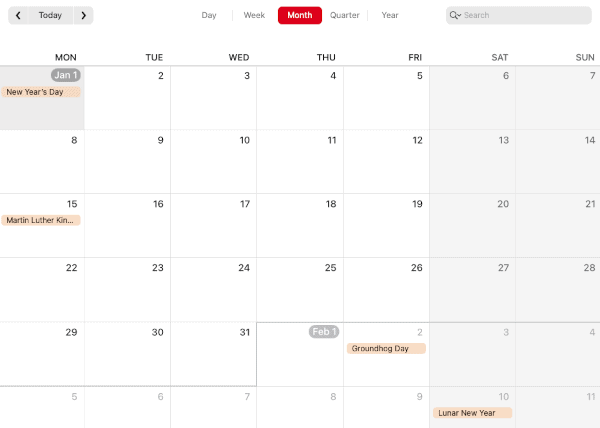 Today Day Week Month Quarter Year Search
MON TUE WED THU FRI SAT SUN
Jan 1 2 3 4 5 6 7
New Year's Day
8 9 10 11 12 13 14
15 16 17 18 19 20 21
Martin Luther Kin...
22 23 24 25 26 27 28
29 30 31 Feb 1 2 3 4
Groundhog Day
5 6 7 8 9 10 11
Lunar New Year